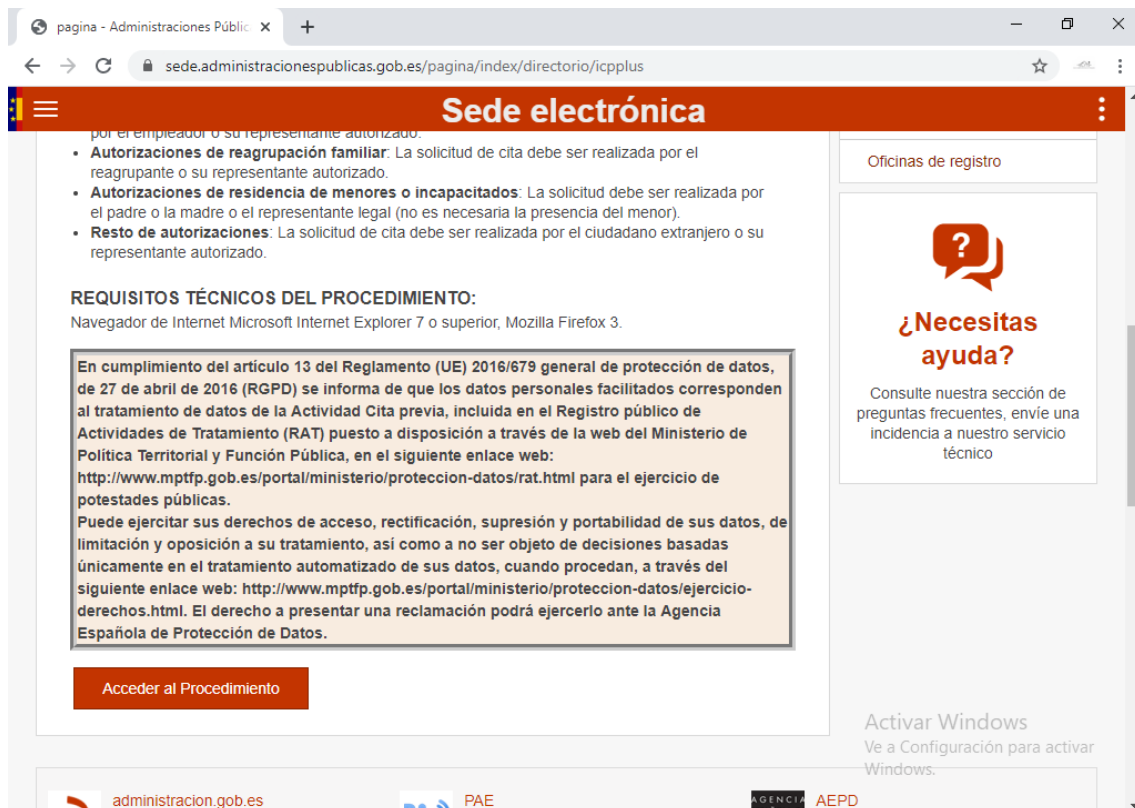 pagina - Administraciones Públic
sede.administracionespublicas.gob.es/pagina/index/directorio/icpplus
Sede electrónica
por el empleador o su representante autorizado.
Autorizaciones de reagrupación familiar: La solicitud de cita debe ser realizada por el
reagrupante o su representante autorizado.
Autorizaciones de residencia de menores o incapacitados: La solicitud debe ser realizada por
el padre o la madre o el representante legal (no es necesaria la presencia del menor).
Resto de autorizaciones: La solicitud de cita debe ser realizada por el ciudadano extranjero o su
representante autorizado.
REQUISITOS TÉCNICOS DEL PROCEDIMIENTO:
Navegador de Internet Microsoft Internet Explorer 7 o superior, Mozilla Firefox 3.
En cumplimiento del artículo 13 del Reglamento (UE) 2016/679 general de protección de datos,
de 27 de abril de 2016 (RGPD) se informa de que los datos personales facilitados corresponden
al tratamiento de datos de la Actividad Cita previa, incluida en el Registro público de
Actividades de Tratamiento (RAT) puesto a disposición a través de la web del Ministerio de
Política Territorial y Función Pública, en el siguiente enlace web:
http://www.mptfp.gob.es/portal/ministerio/proteccion-datos/rat.html para el ejercicio de
potestades públicas.
Puede ejercitar sus derechos de acceso, rectificación, supresión y portabilidad de sus datos, de
limitación y oposición a su tratamiento, así como a no ser objeto de decisiones basadas
únicamente en el tratamiento automatizado de sus datos, cuando procedan, a través del
siguiente enlace web: http://www.mptfp.gob.es/portal/ministerio/proteccion-datos/ejercicio-
derechos.html. El derecho a presentar una reclamación podrá ejercerlo ante la Agencia
Española de Protección de Datos.
Acceder al Procedimiento
Oficinas de registro
¿Necesitas
ayuda?
Consulte nuestra sección de
preguntas frecuentes, envíe una
incidencia a nuestro servicio
técnico
Activar Windows
Ve a Configuración para activar
Windows.
administracion.gob.es
PAE
AGENCIA
AEPD